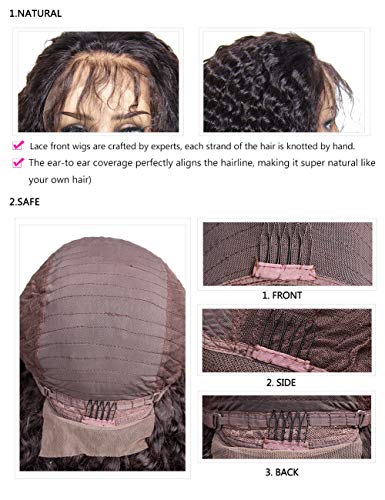 1.NATURAL
Lace front wigs are crafted by experts, each strand of the hair is knotted by hand.
The ear-to ear coverage perfectly aligns the hairline, making it super natural like
your own hair)
2.SAFE
1. FRONT
2. SIDE
3. BACK